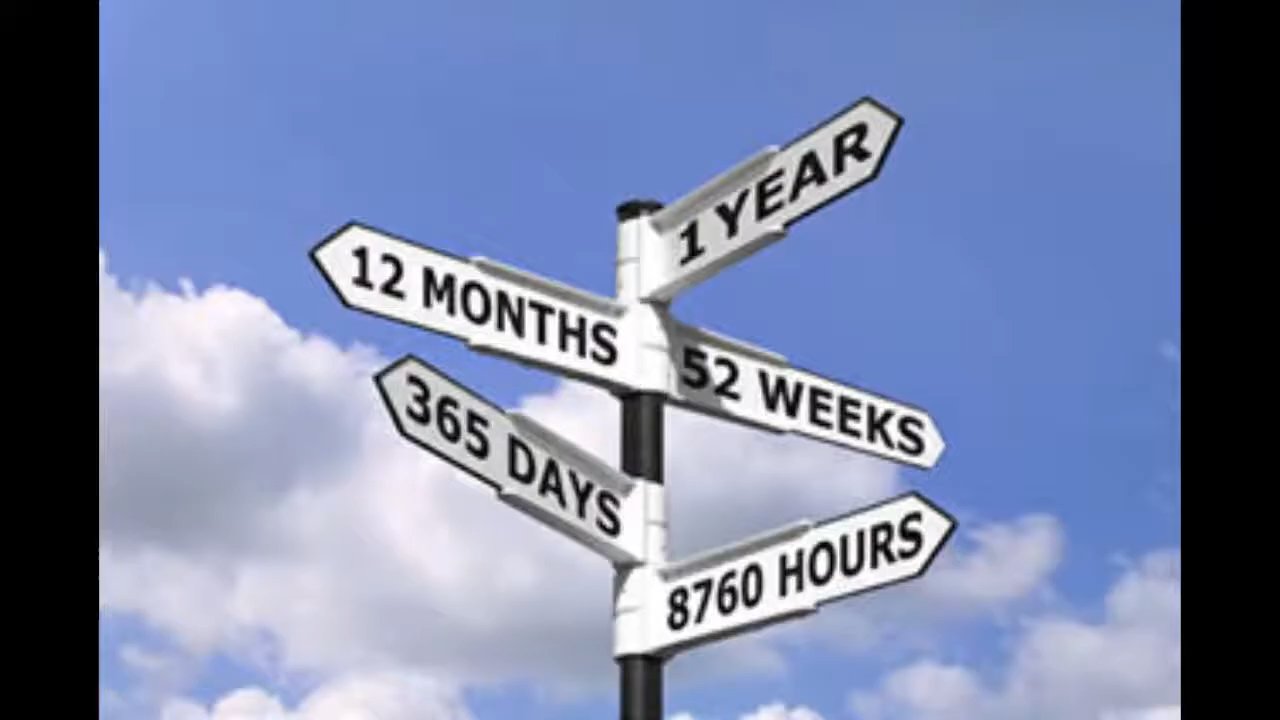 1 YEAR
12 MONTHS
52 WEEKS
365 DAYS
8760 HOURS